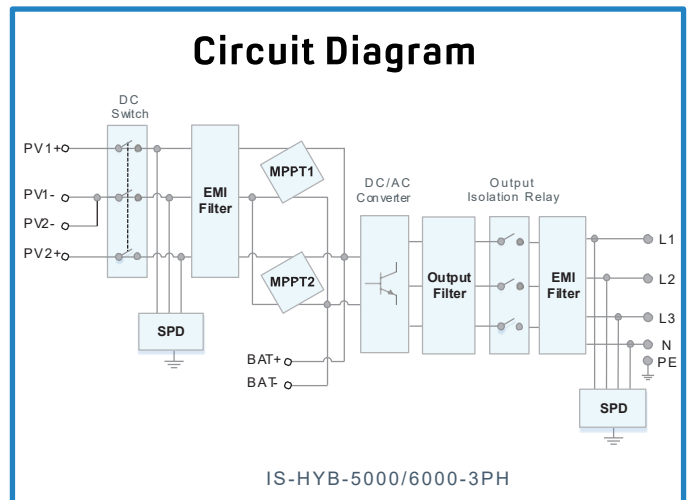 Circuit Diagram
DC
Switch
PV1+
PV1-
PV2-
PV2+
EMI
Filter
SPD
MPPT1
MPPT2
BAT+
BAT-
DC/AC
Converter
Output
Filter
Output
Isolation Relay
EMI
Filter
L1
L2
L3
N
PE
SPD
IS-HYB-5000/6000-3PH